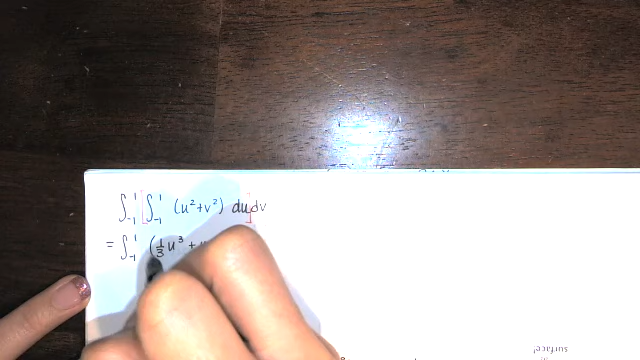 ∫₋₁¹ [∫₋₁¹ (u²+v²) du] dv
= ∫₋₁¹ (⅓u³ +
surface!